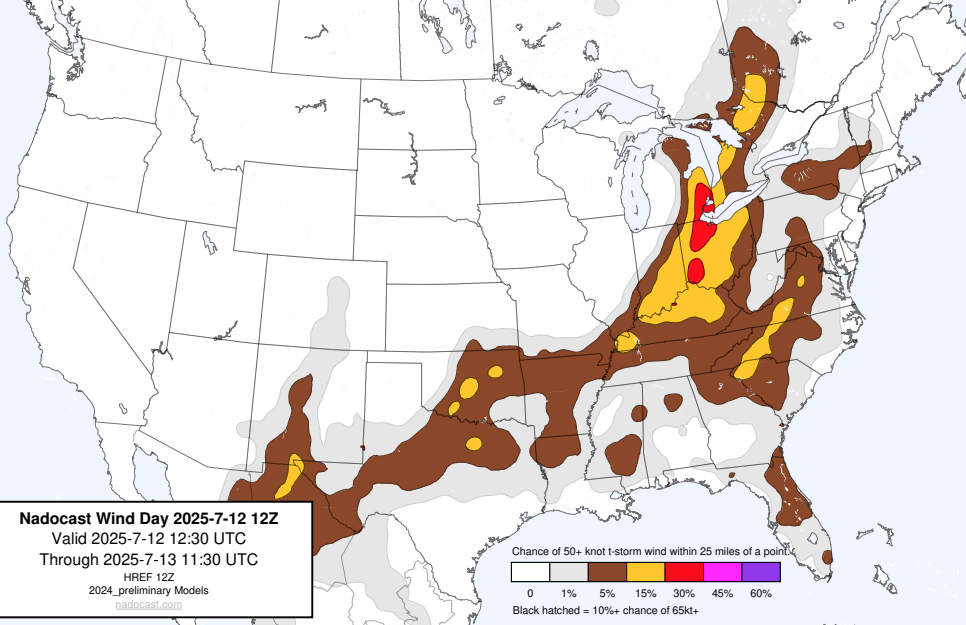 Nadocast Wind Day 2025-7-12 12Z
Valid 2025-7-12 12:30 UTC
Through 2025-7-13 11:30 UTC
HREF 12Z
2024_preliminary Models
nadocast.com
Chance of 50+ knot t-storm wind within 25 miles of a point.
0 1% 5% 15% 30% 45% 60%
Black hatched = 10%+ chance of 65kt+